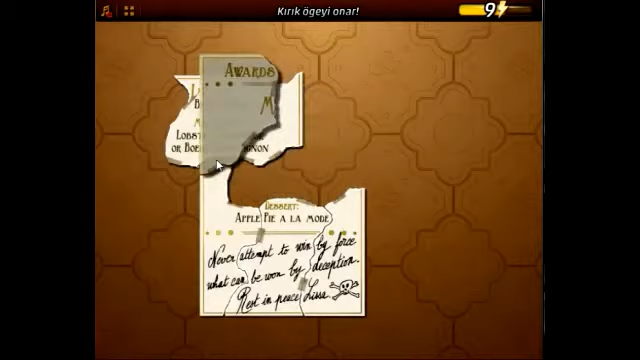 Kırık ögeyi onar!
9
AWARDS
M
LOBST
OR BOE
DESSERT:
APPLE PIE A LA MODE
Never attempt to win by force
what can be won by deception.
Rest in peace Lissa